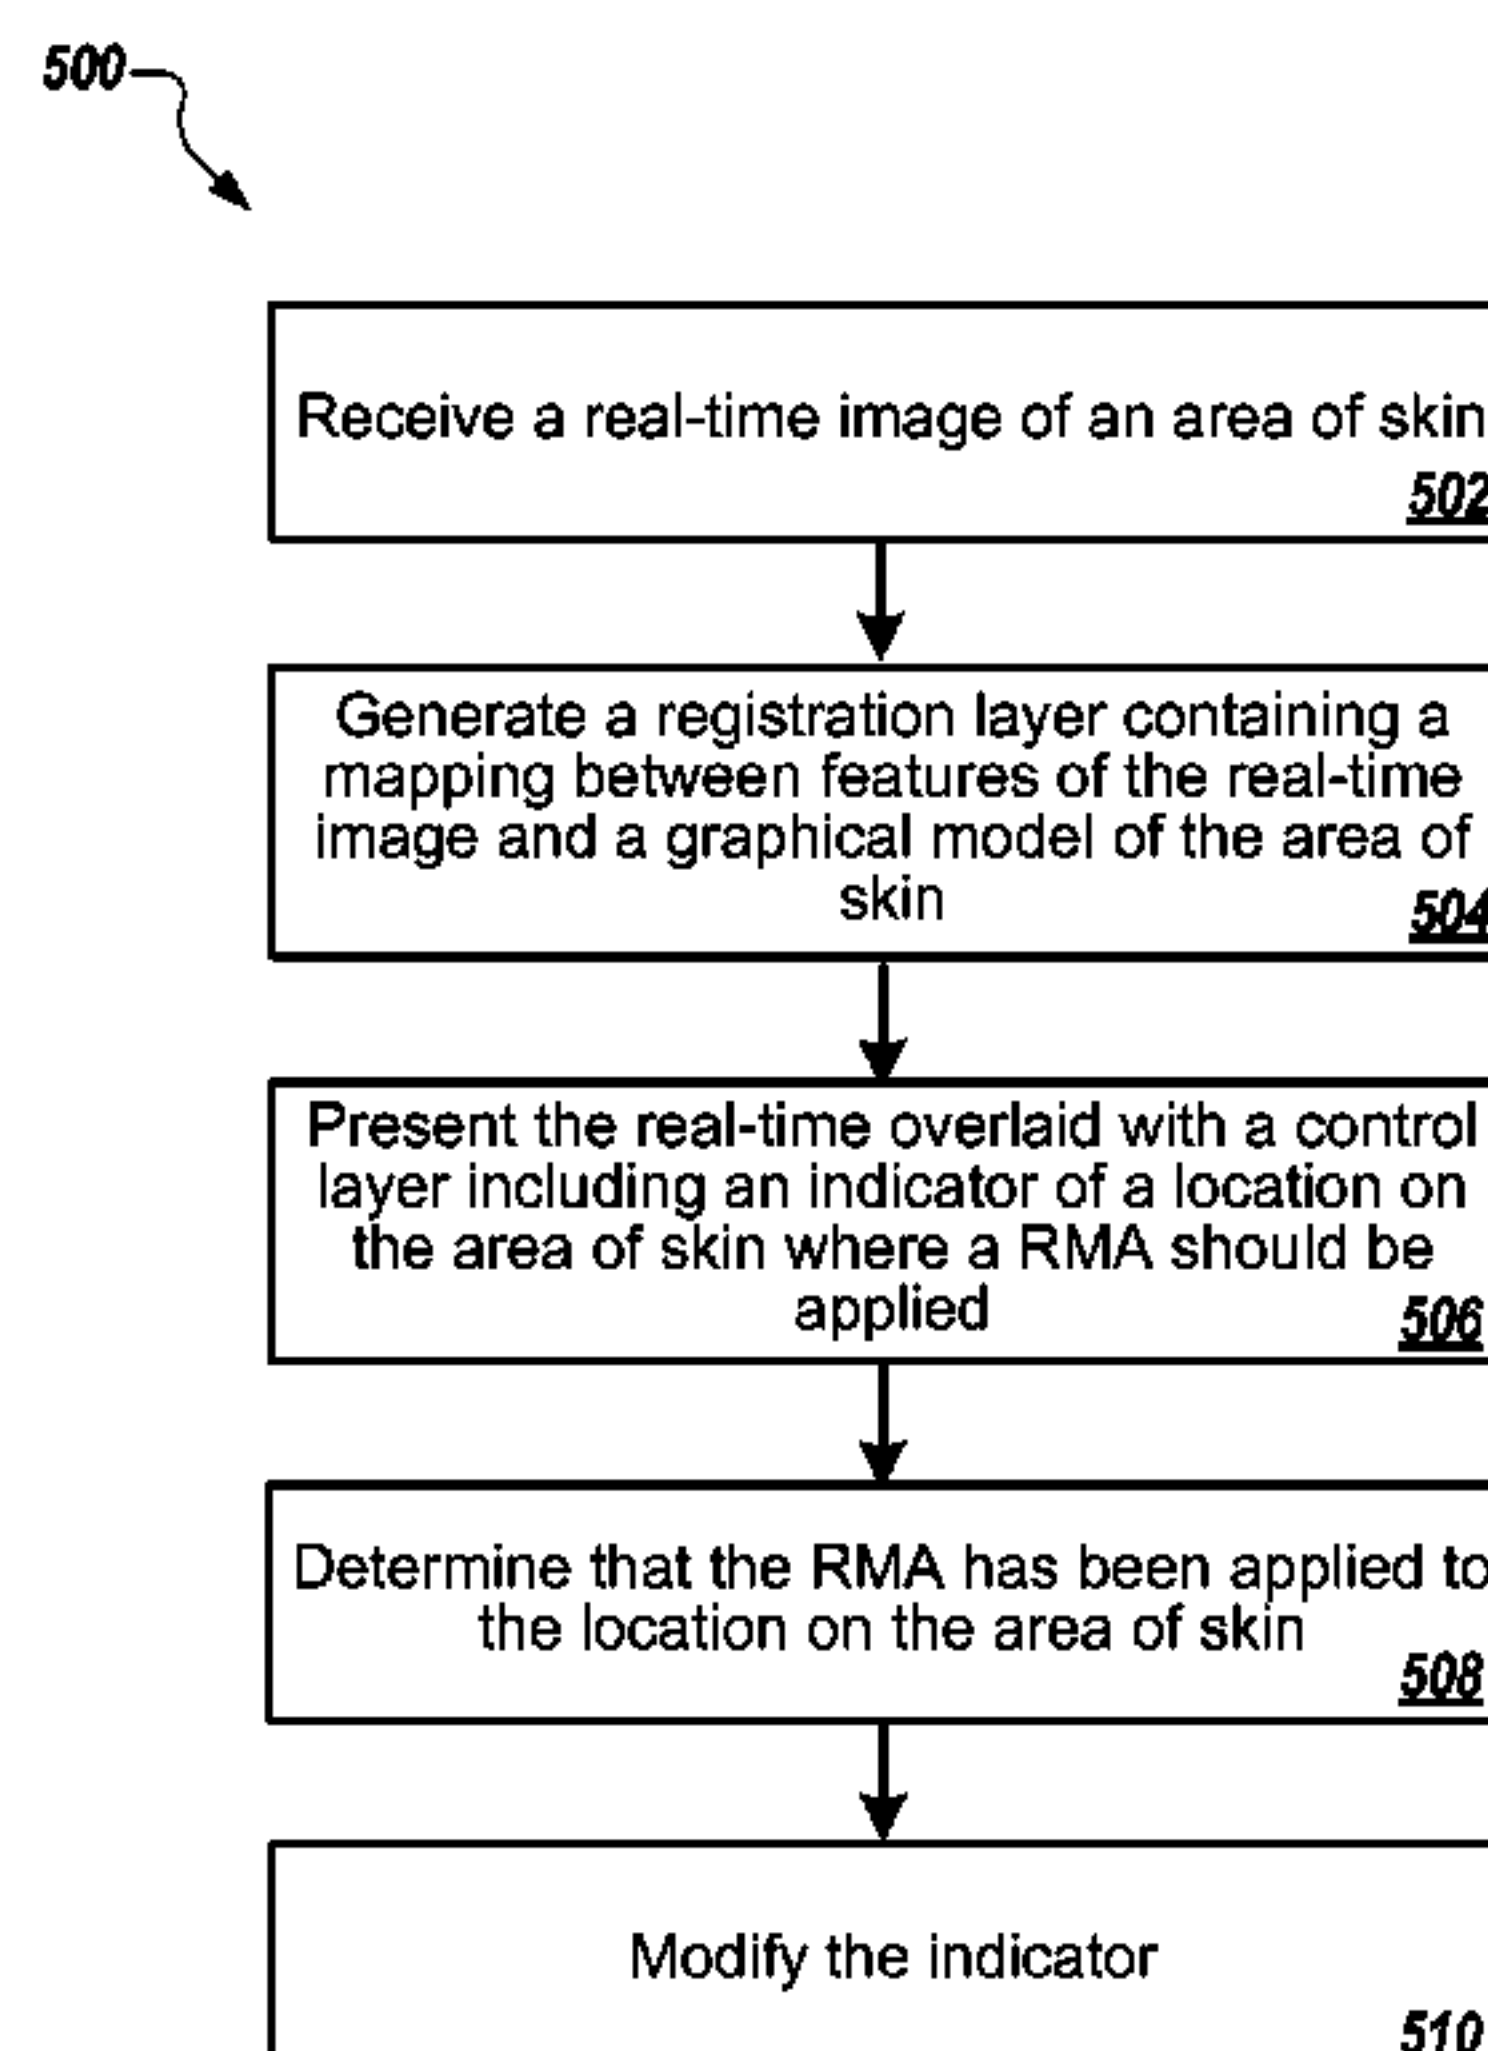 500
Receive a real-time image of an area of skin
502
Generate a registration layer containing a
mapping between features of the real-time
image and a graphical model of the area of
skin
504
Present the real-time overlaid with a control
layer including an indicator of a location on
the area of skin where a RMA should be
applied
506
Determine that the RMA has been applied to
the location on the area of skin
508
Modify the indicator
510